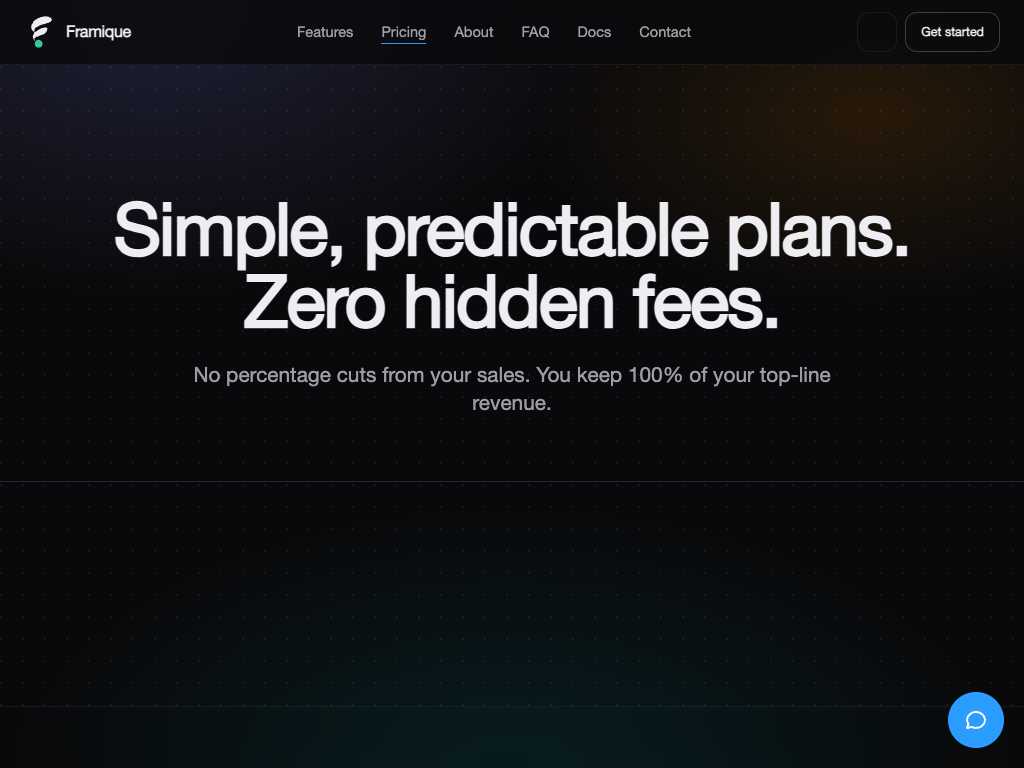 Framique
Features
Pricing
About
FAQ
Docs
Contact
Get started
Simple, predictable plans.
Zero hidden fees.
No percentage cuts from your sales. You keep 100% of your top-line
revenue.